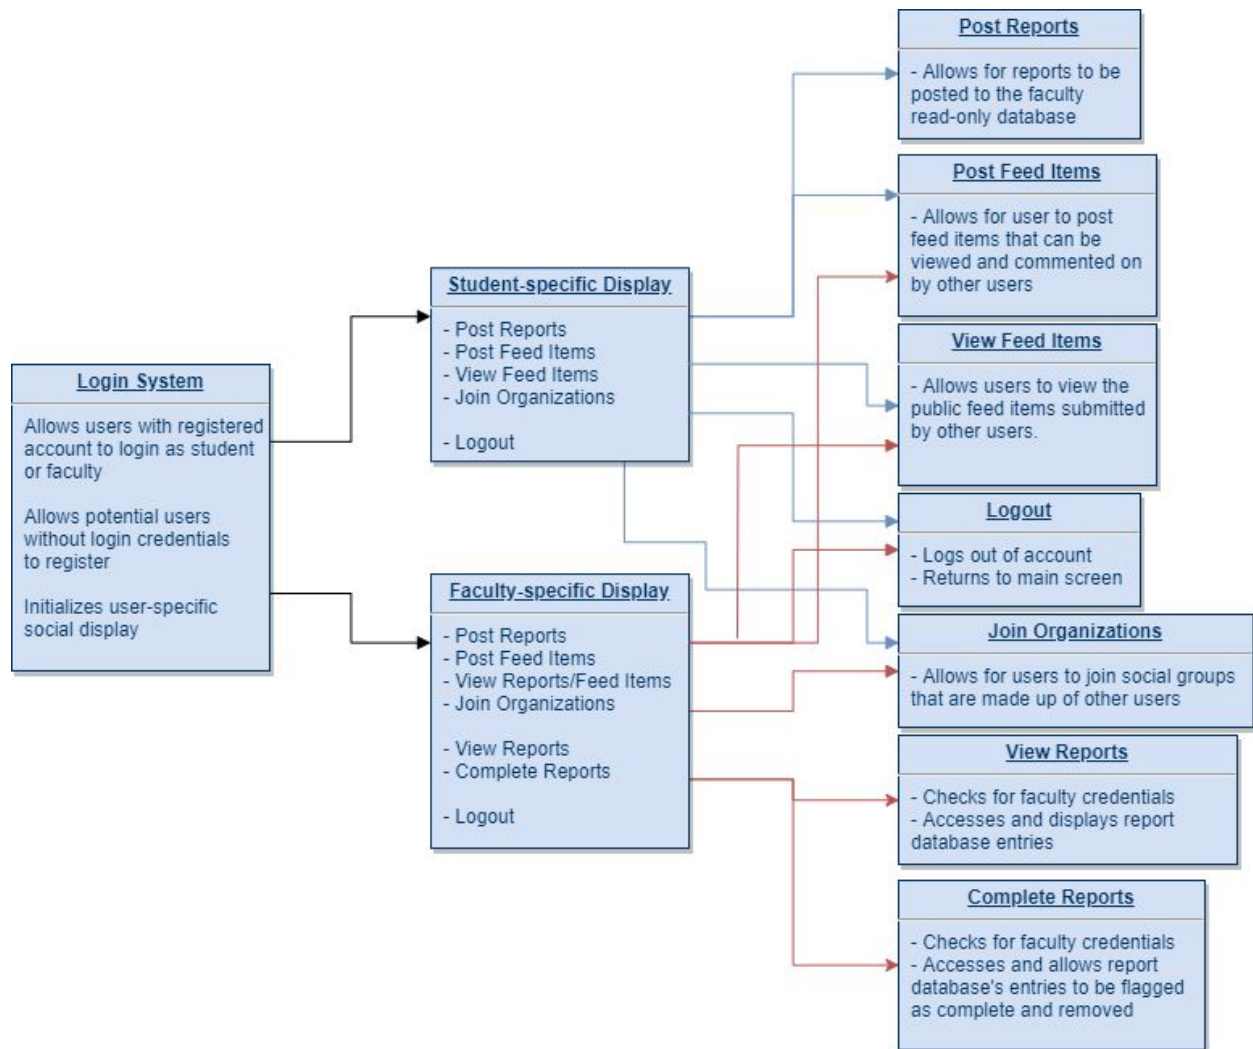 Login System
Allows users with registered
account to login as student
or faculty
Allows potential users
without login credentials
to register
Initializes user-specific
social display
Student-specific Display
- Post Reports
- Post Feed Items
- View Feed Items
- Join Organizations
- Logout
Faculty-specific Display
- Post Reports
- Post Feed Items
- View Reports/Feed Items
- Join Organizations
- View Reports
- Complete Reports
- Logout
Post Reports
- Allows for reports to be
posted to the faculty
read-only database
Post Feed Items
- Allows for user to post
feed items that can be
viewed and commented on
by other users
View Feed Items
- Allows users to view the
public feed items submitted
by other users.
Logout
- Logs out of account
- Returns to main screen
Join Organizations
- Allows for users to join social groups
that are made up of other users
View Reports
- Checks for faculty credentials
- Accesses and displays report
database entries
Complete Reports
- Checks for faculty credentials
- Accesses and allows report
database's entries to be flagged
as complete and removed